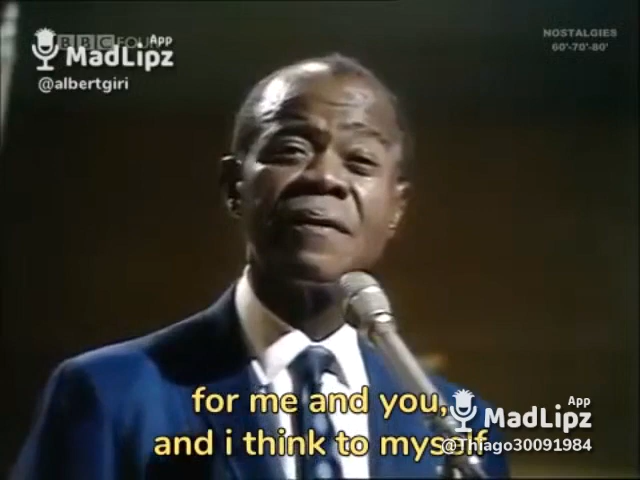 BBC FOUR
App
MadLipz
@albertgiri
NOSTALGIES
60'-70'-80'
for me and you,
and i think to myself
App
MadLipz
@Thiago30091984